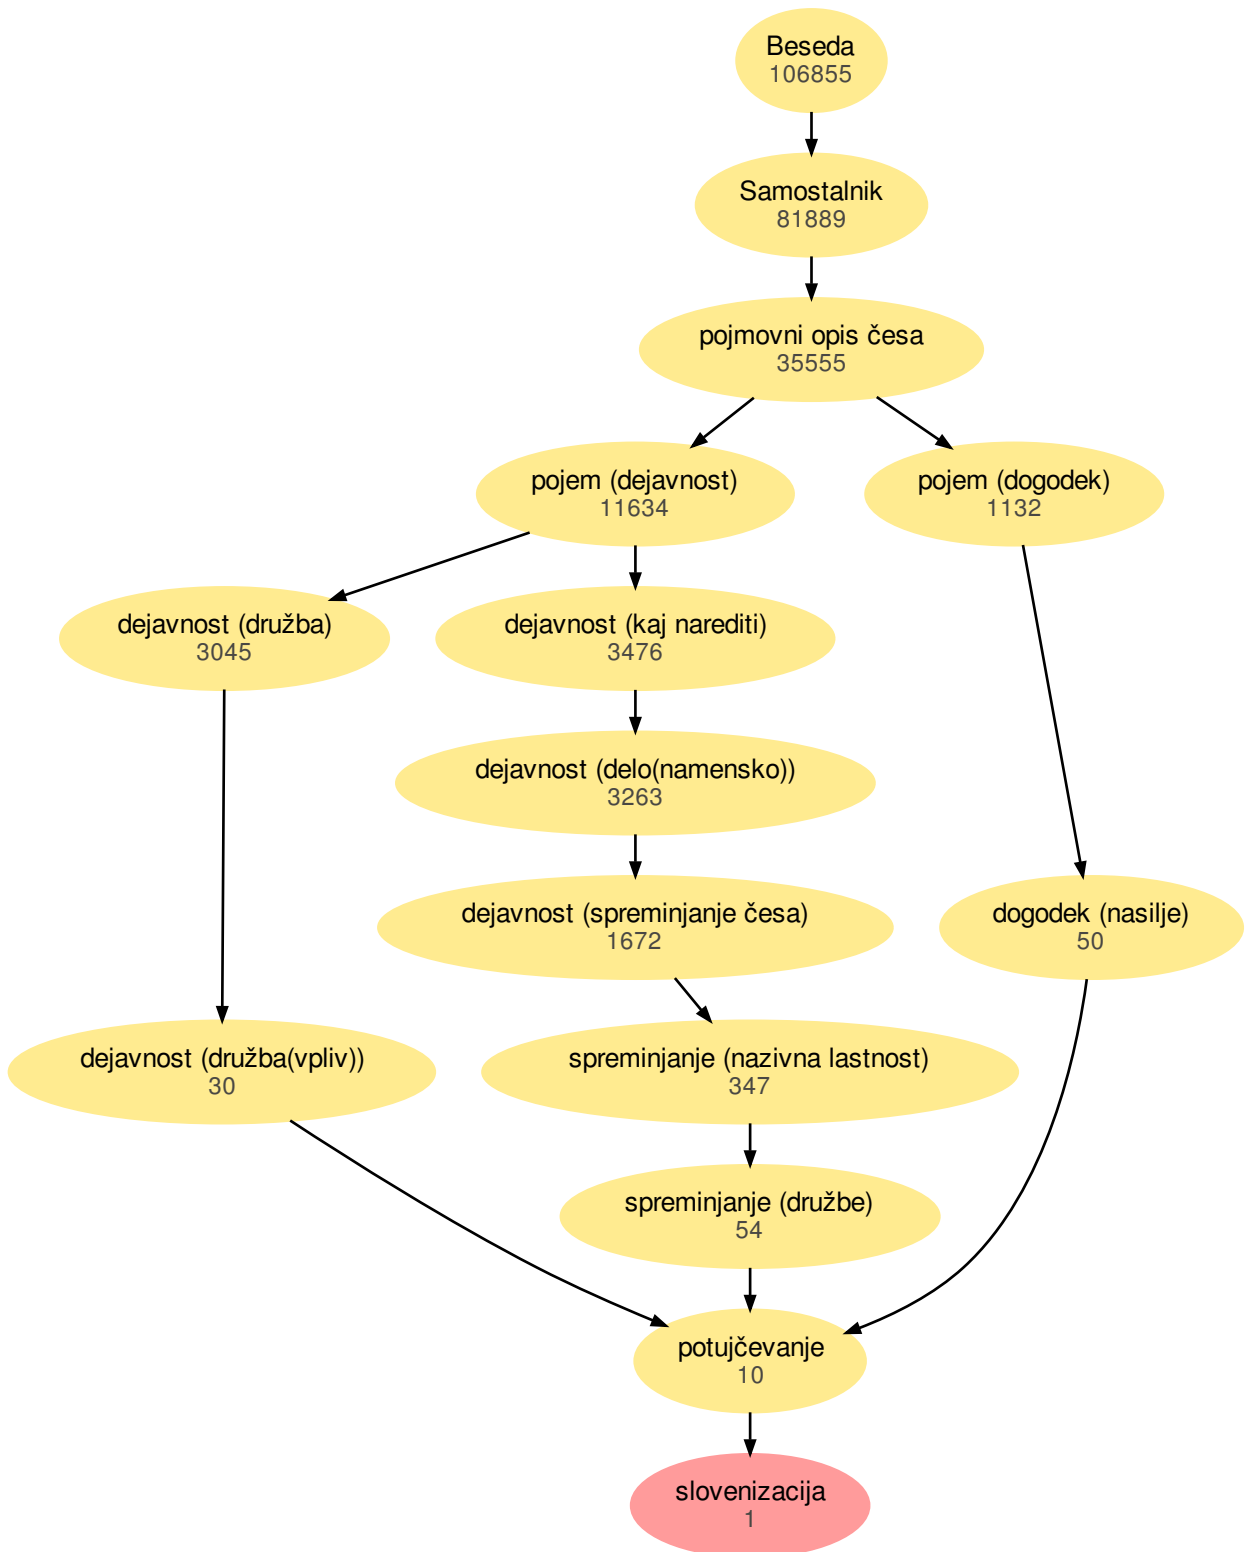 Beseda
106855
Samostalnik
81889
pojmovni opis česa
35555
pojem (dejavnost)
11634
pojem (dogodek)
1132
dejavnost (družba)
3045
dejavnost (kaj narediti)
3476
dejavnost (delo(namensko))
3263
dejavnost (spreminjanje česa)
1672
dogodek (nasilje)
50
dejavnost (družba(vpliv))
30
spreminjanje (nazivna lastnost)
347
spreminjanje (družbe)
54
potujčevanje
10
slovenizacija
1